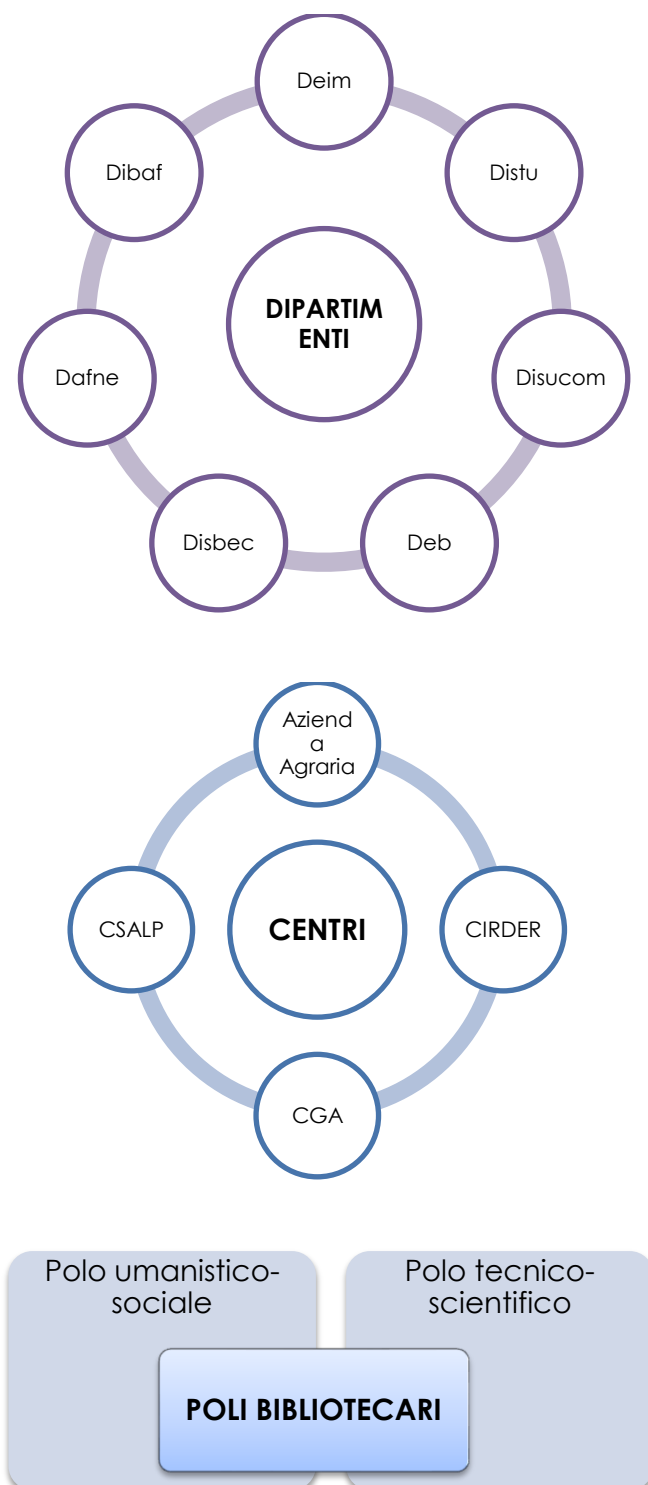 Deim
Dibaf
Distu
DIPARTIM
ENTI
Dafne
Disucom
Disbec
Deb
Aziend
a
Agraria
CSALP
CENTRI
CIRDER
CGA
Polo umanistico-
sociale
Polo tecnico-
scientifico
POLI BIBLIOTECARI